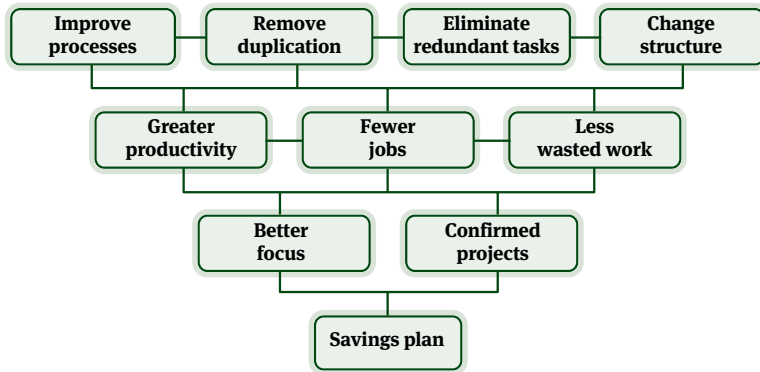 Improve
processes
Remove
duplication
Eliminate
redundant tasks
Change
structure
Greater
productivity
Fewer
jobs
Less
wasted work
Better
focus
Confirmed
projects
Savings plan